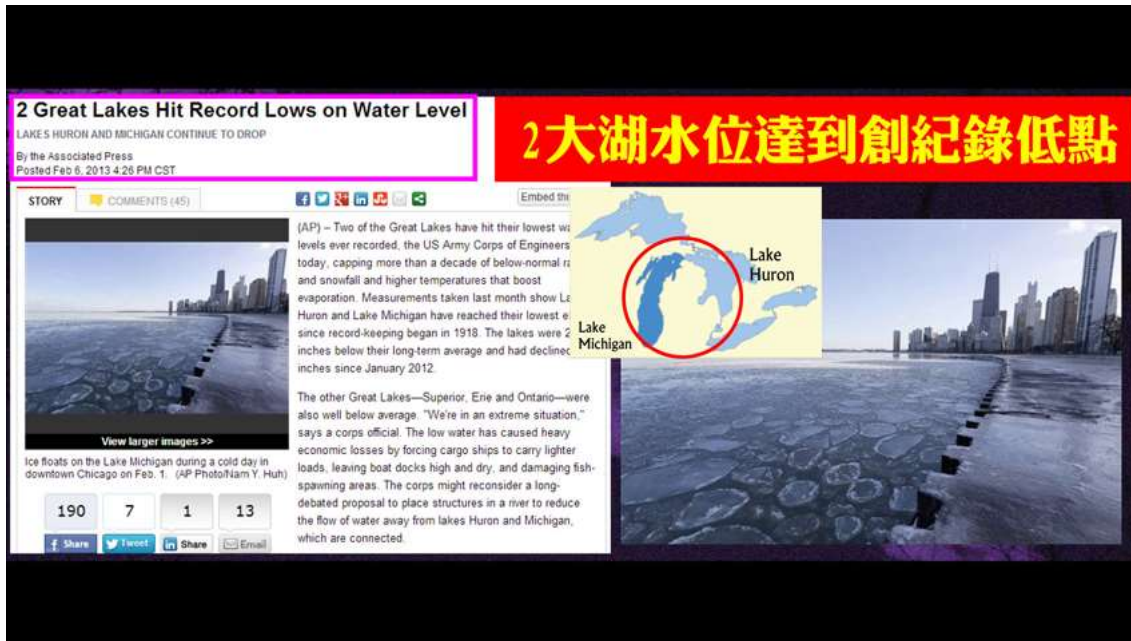 2 Great Lakes Hit Record Lows on Water Level
LAKES HURON AND MICHIGAN CONTINUE TO DROP
By the Associated Press
Posted Feb 6, 2013 4:26 PM CST
2大湖水位達到創紀錄低點
STORY
COMMENTS (45)
Embed
(AP) – Two of the Great Lakes have hit their lowest
levels ever recorded, the US Army Corps of Engineers
today, capping more than a decade of below-normal
and snowfall and higher temperatures that boost
evaporation. Measurements taken last month show
Huron and Lake Michigan have reached their lowest
since record-keeping began in 1918. The lakes were
inches below their long-term average and had declined
inches since January 2012.
The other Great Lakes—Superior, Erie and Ontario—were
also well below average. "We're in an extreme situation,"
says a corps official. The low water has caused heavy
economic losses by forcing cargo ships to carry lighter
loads, leaving boat docks high and dry, and damaging fish-
spawning areas. The corps might reconsider a long-
debated proposal to place structures in a river to reduce
the flow of water away from lakes Huron and Michigan,
which are connected.
View larger images >>
Ice floats on the Lake Michigan during a cold day in
downtown Chicago on Feb. 1. (AP Photo/Nam Y. Huh)
190
7
1
13
Share
Tweet
Share
Email
Lake
Huron
Lake
Michigan